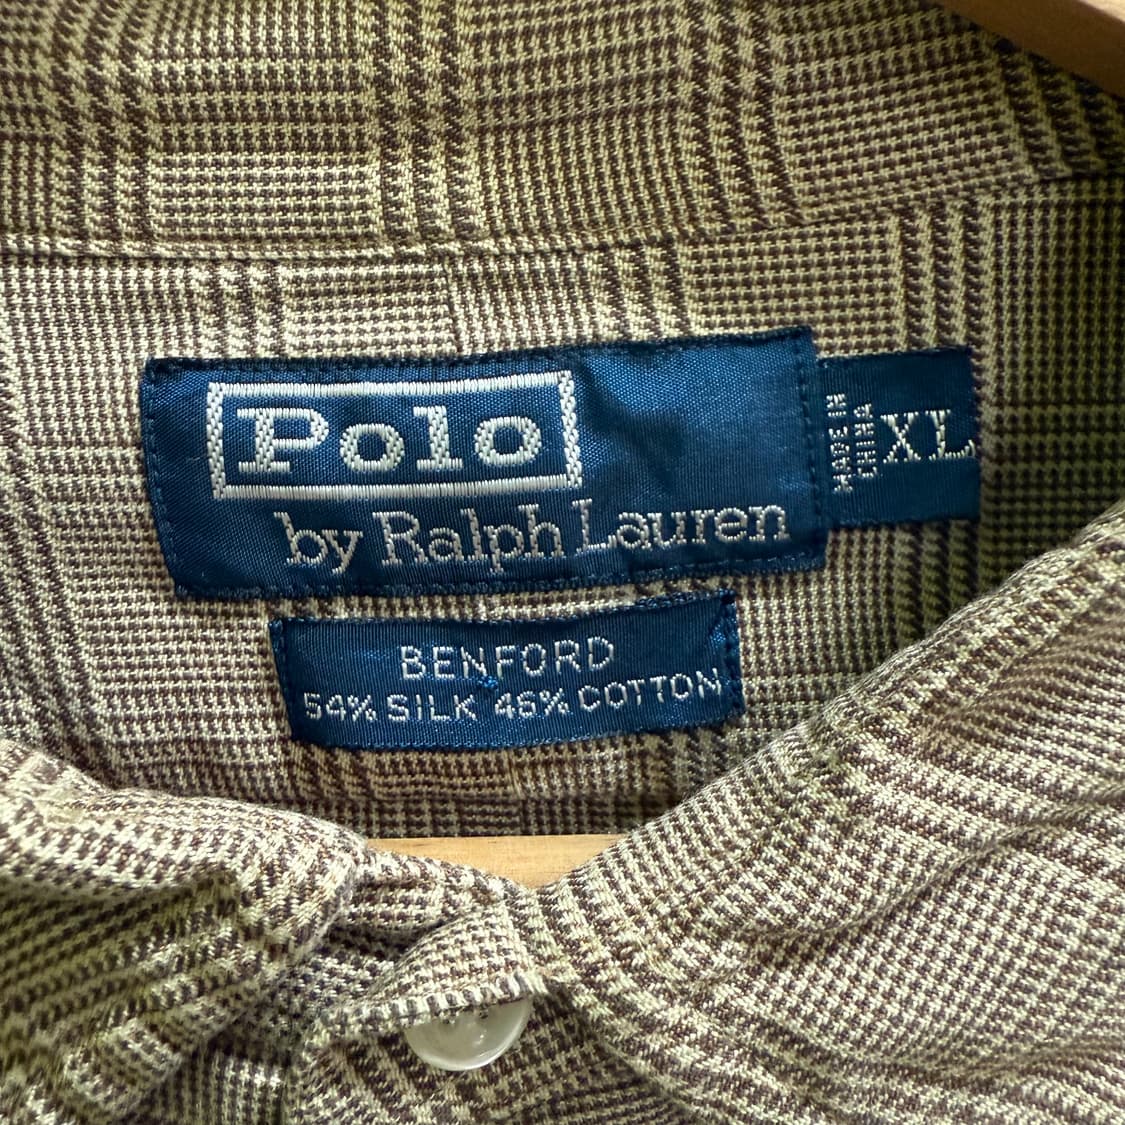 Polo
by Ralph Lauren
MADE IN
CHINA
XL
BENFORD
54% SILK 46% COTTON